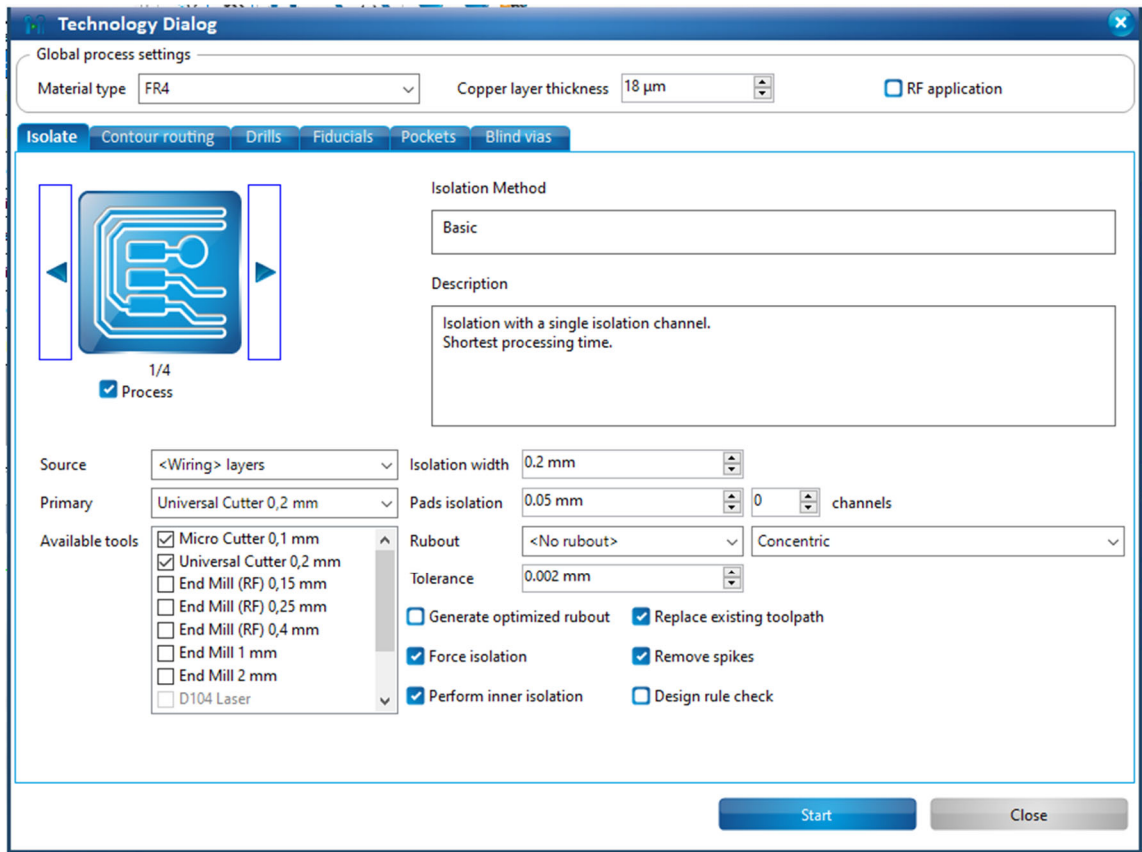 Technology Dialog
Global process settings
Material type FR4 Copper layer thickness 18 µm RF application
Isolate Contour routing Drills Fiducials Pockets Blind vias
Isolation Method
Basic
Description
Isolation with a single isolation channel.
Shortest processing time.
1/4
Process
Source <Wiring> layers Isolation width 0.2 mm
Primary Universal Cutter 0,2 mm Pads isolation 0.05 mm 0 channels
Available tools Micro Cutter 0,1 mm Rubout <No rubout> Concentric
Universal Cutter 0,2 mm
End Mill (RF) 0,15 mm Tolerance 0.002 mm
End Mill (RF) 0,25 mm Generate optimized rubout Replace existing toolpath
End Mill (RF) 0,4 mm
End Mill 1 mm Force isolation Remove spikes
End Mill 2 mm
D104 Laser Perform inner isolation Design rule check
Start Close